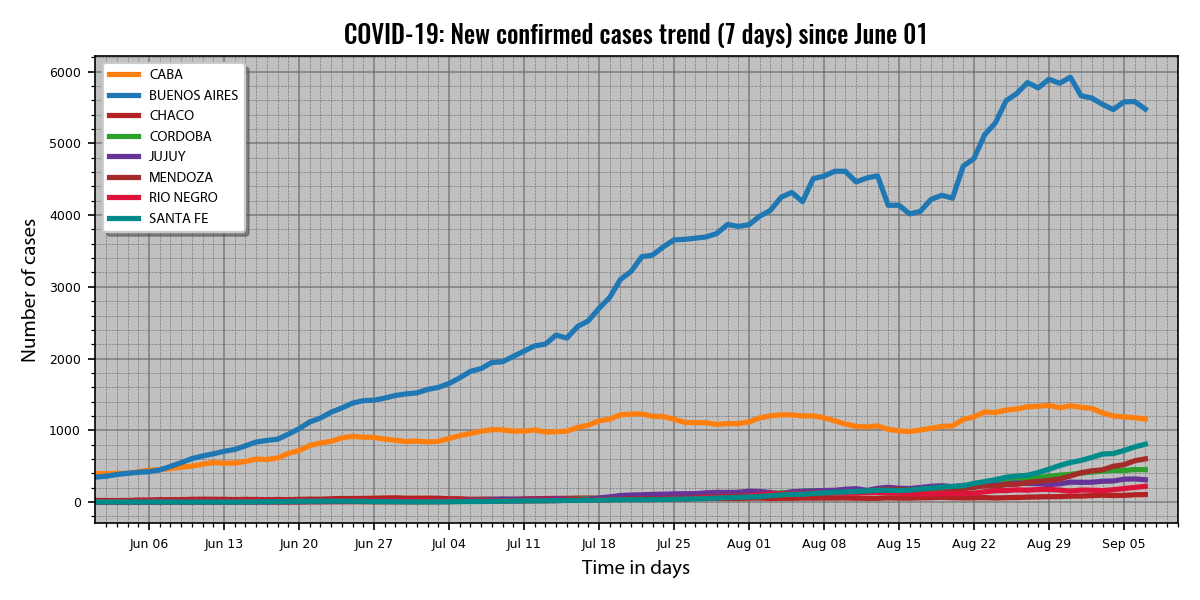 COVID-19: New confirmed cases trend (7 days) since June 01
CABA
BUENOS AIRES
CHACO
CORDOBA
JUJUY
MENDOZA
RIO NEGRO
SANTA FE
Number of cases
6000
5000
4000
3000
2000
1000
0
Jun 06 Jun 13 Jun 20 Jun 27 Jul 04 Jul 11 Jul 18 Jul 25 Aug 01 Aug 08 Aug 15 Aug 22 Aug 29 Sep 05
Time in days